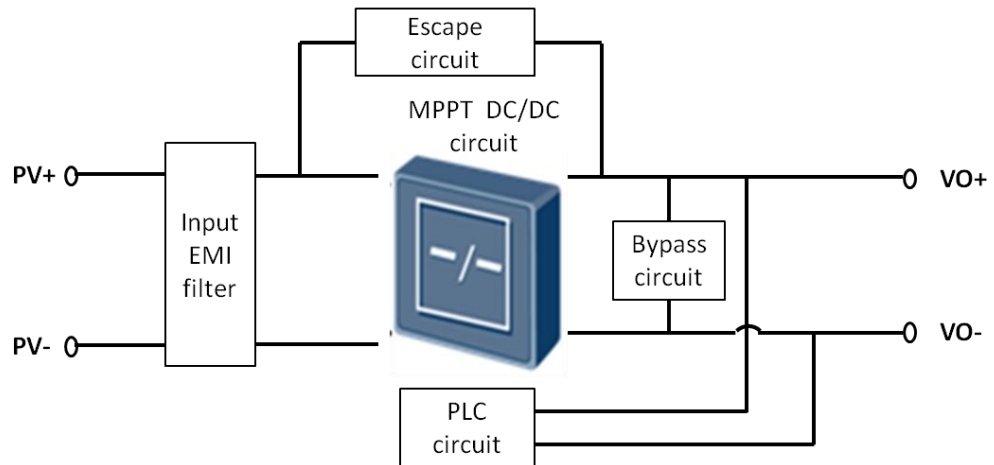 Escape
circuit
MPPT DC/DC
circuit
PV+
VO+
Input
EMI
filter
Bypass
circuit
PV-
VO-
PLC
circuit